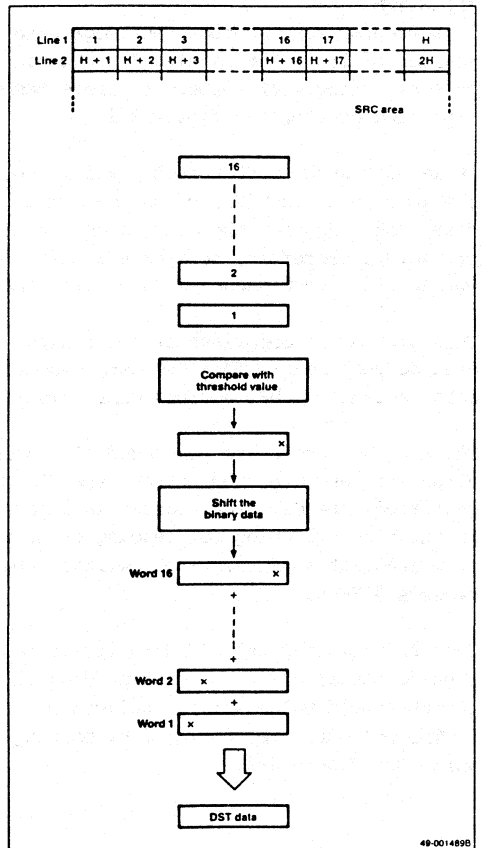 Line 1 1 2 3 16 17 H
Line 2 H + 1 H + 2 H + 3 H + 16 H + 17 2H
SRC area
16
2
1
Compare with
threshold value
×
Shift the
binary data
Word 16 ×
+
+
Word 2 ×
+
Word 1 ×
DST data
49-001489B